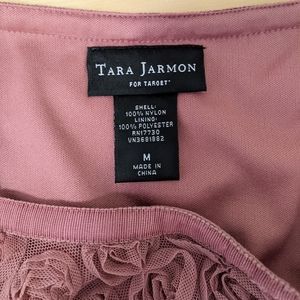 TARA JARMON
FOR TARGET
SHELL:
100% NYLON
LINING:
100% POLYESTER
RN17730
VN3681882
M
MADE IN
CHINA